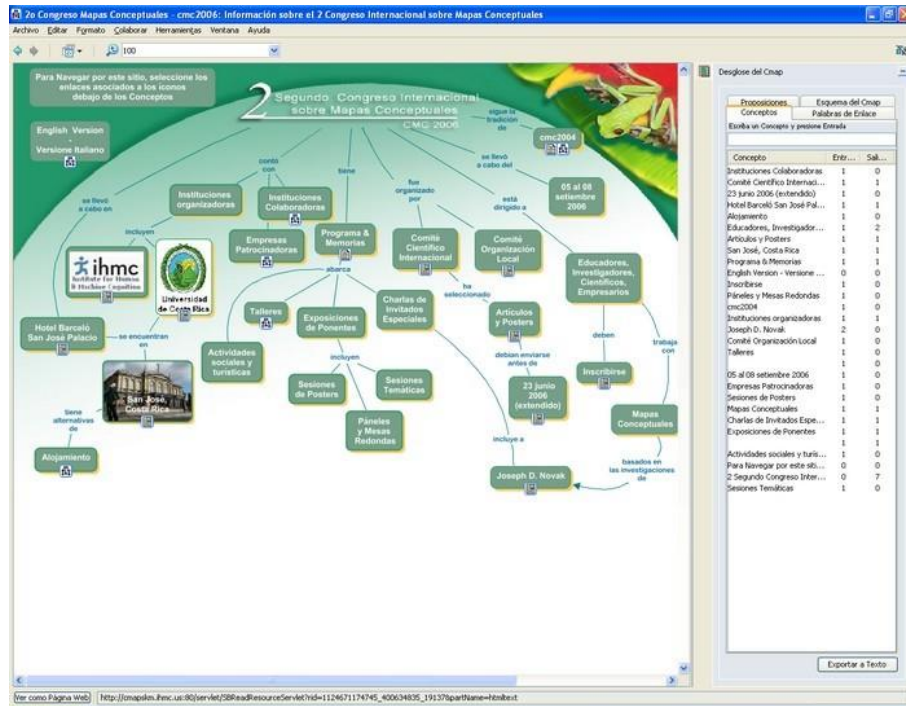 2o Congreso Mapas Conceptuales - cmc2006: Información sobre el 2 Congreso Internacional sobre Mapas Conceptuales
Archivo Editar Formato Colaborar Herramientas Ventana Ayuda
100
Para Navegar por este sitio, seleccione los
enlaces asociados a los iconos
debajo de los Conceptos
English Version
-
Versione Italiano
2 Segundo Congreso Internacional
sobre Mapas Conceptuales
CMC 2006
sigue la
tradición
de
cmc2004
se llevó
a cabo del
05 al 08
setiembre
2006
contó
con
tiene
fue
organizado
por
está
dirigido a
se llevó
a cabo en
Instituciones
organizadoras
Instituciones
Colaboradoras
incluyen
Empresas
Patrocinadoras
Programa &
Memorias
Comité
Científico
Internacional
Comité
Organización
Local
Educadores,
Investigadores,
Científicos,
Empresarios
ihmc
Institute for Human
& Machine Cognition
Universidad
de Costa Rica
abarca
ha
seleccionado
Talleres
Exposiciones
de Ponentes
Charlas de
Invitados
Especiales
Artículos
y Posters
Hotel Barceló
San José Palacio
se encuentran
en
deben
trabaja
con
Actividades
sociales y
turísticas
incluyen
debían enviarse
antes de
Inscribirse
San José,
Costa Rica
Sesiones
de Posters
Sesiones
Temáticas
23 junio
2006
(extendido)
tiene
alternativas
de
Páneles
y Mesas
Redondas
Mapas
Conceptuales
incluye a
Alojamiento
Joseph D. Novak
basados en
las investigaciones
de
Desglose del Cmap
Proposiciones Esquema del Cmap
Conceptos Palabras de Enlace
Escriba un Concepto y presione Entrada
Concepto Entr... Sali...
Instituciones Colaboradoras 1 0
Comité Científico Internaci... 1 1
23 junio 2006 (extendido) 1 0
Hotel Barceló San José Pal... 1 1
Alojamiento 1 0
Educadores, Investigador... 1 2
Artículos y Posters 1 1
San José, Costa Rica 1 1
Programa & Memorias 1 1
English Version - Versione ... 0 0
Inscribirse 1 0
Páneles y Mesas Redondas 1 0
cmc2004 1 0
Instituciones organizadoras 1 1
Joseph D. Novak 2 0
Comité Organización Local 1 0
Talleres 1 0
1 0
05 al 08 setiembre 2006 1 0
Empresas Patrocinadoras 1 0
Sesiones de Posters 1 0
Mapas Conceptuales 1 1
Charlas de Invitados Espe... 1 1
Exposiciones de Ponentes 1 1
1 1
Actividades sociales y turís... 1 0
Para Navegar por este siti... 0 0
2 Segundo Congreso Inter... 0 7
Sesiones Temáticas 1 0
Exportar a Texto
Ver como Página Web
http://cmapskm.ihmc.us:80/servlet/SBReadResourceServlet?rid=1124671174745_400634835_19137&partName=htmltext